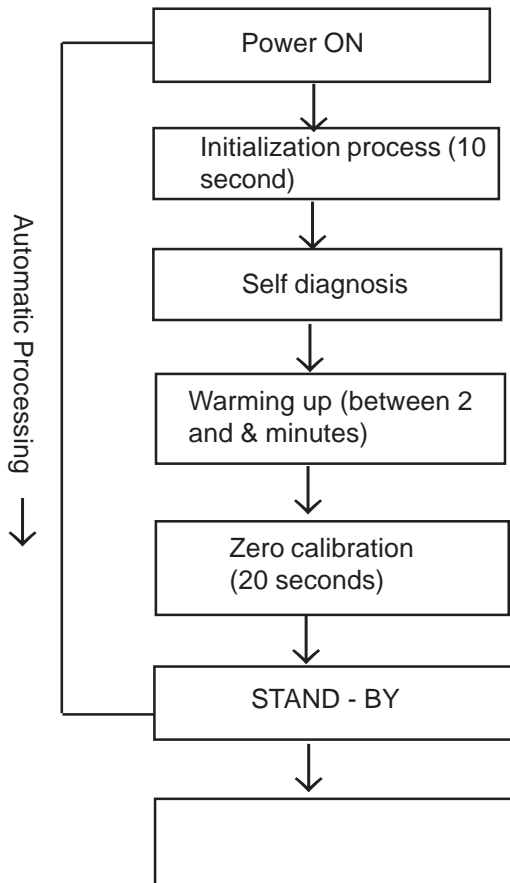 Power ON
Initialization process (10
second)
Self diagnosis
Warming up (between 2
and & minutes)
Zero calibration
(20 seconds)
STAND - BY
Automatic Processing